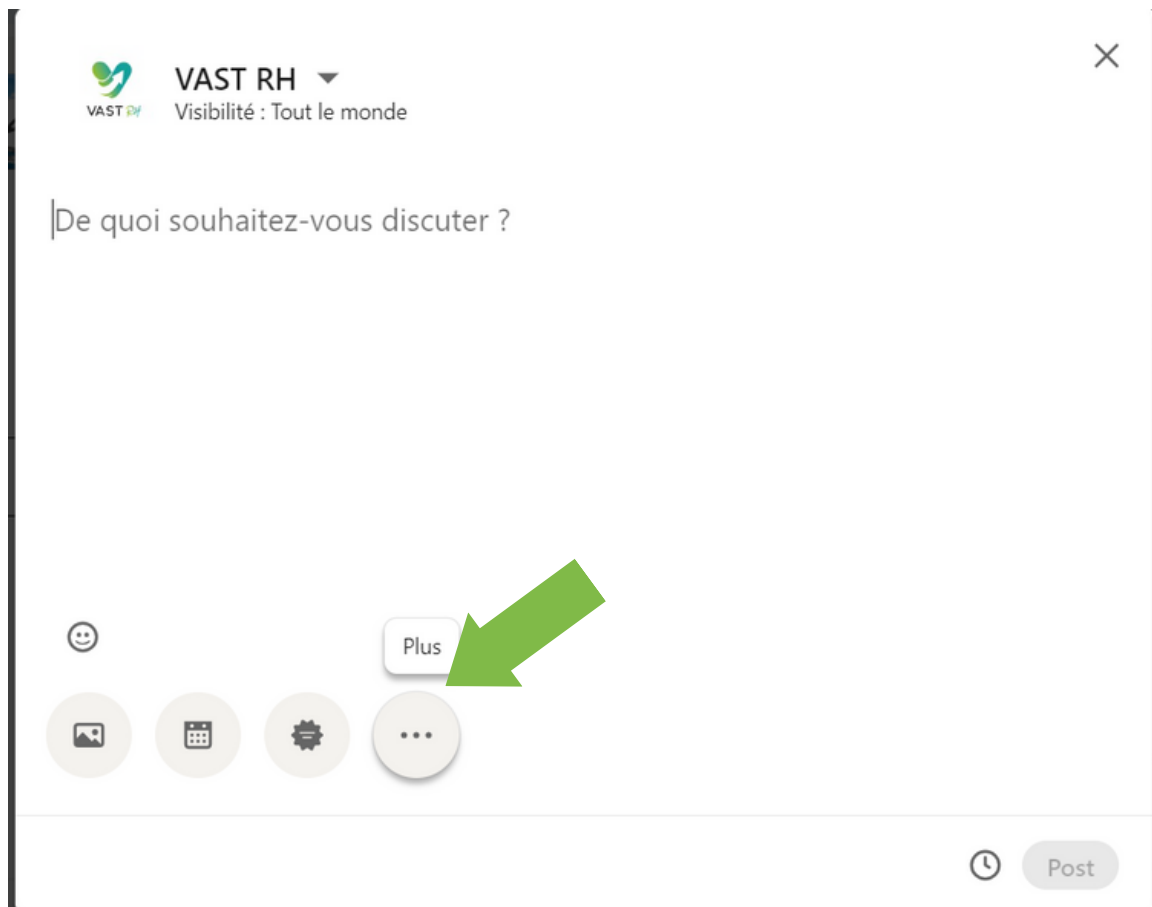 VAST RH
VAST RH
Visibilité : Tout le monde
De quoi souhaitez-vous discuter ?
Plus
Post